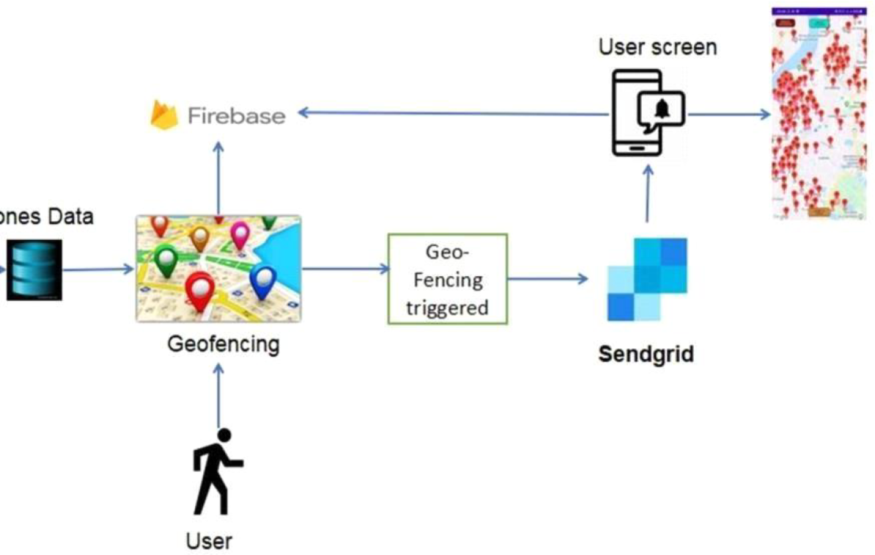 User screen
Firebase
ones Data
Geo-
Fencing
triggered
Geofencing
Sendgrid
User